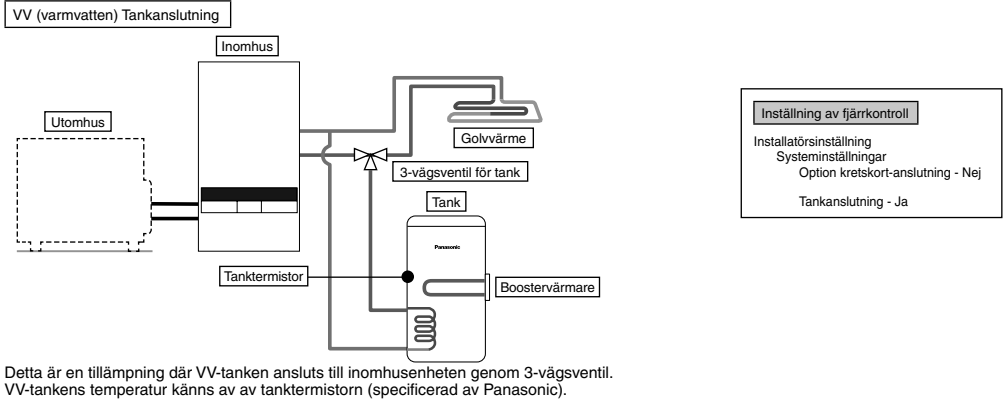 VV (varmvatten) Tankanslutning
Inomhus
Utomhus
Golvvärme
3-vägsventil för tank
Tank
Panasonic
Tanktermistor
Boostervärmare
Inställning av fjärrkontroll
Installatörsinställning
Systeminställningar
Option kretskort-anslutning - Nej
Tankanslutning - Ja
Detta är en tillämpning där VV-tanken ansluts till inomhusenheten genom 3-vägsventil.
VV-tankens temperatur känns av av tanktermistorn (specificerad av Panasonic).